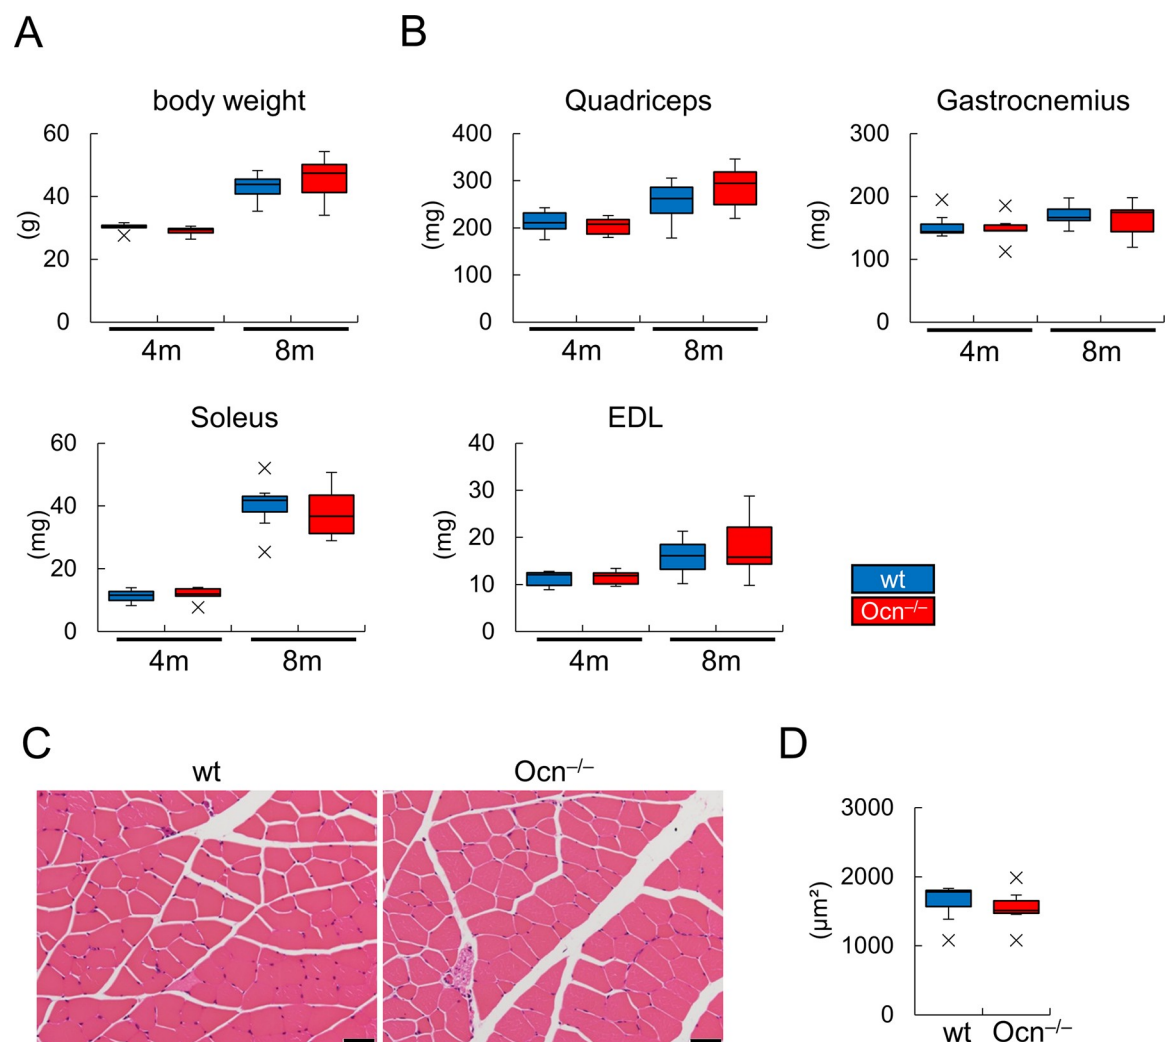 A
B
body weight
60
40
20
0
(g)
4m
8m
Quadriceps
400
300
200
100
0
(mg)
4m
8m
Gastrocnemius
300
200
100
0
(mg)
4m
8m
Soleus
60
40
20
0
(mg)
4m
8m
EDL
40
30
20
10
0
(mg)
4m
8m
wt
Ocn⁻/⁻
C
wt
Ocn⁻/⁻
D
3000
2000
1000
0
(μm²)
wt
Ocn⁻/⁻